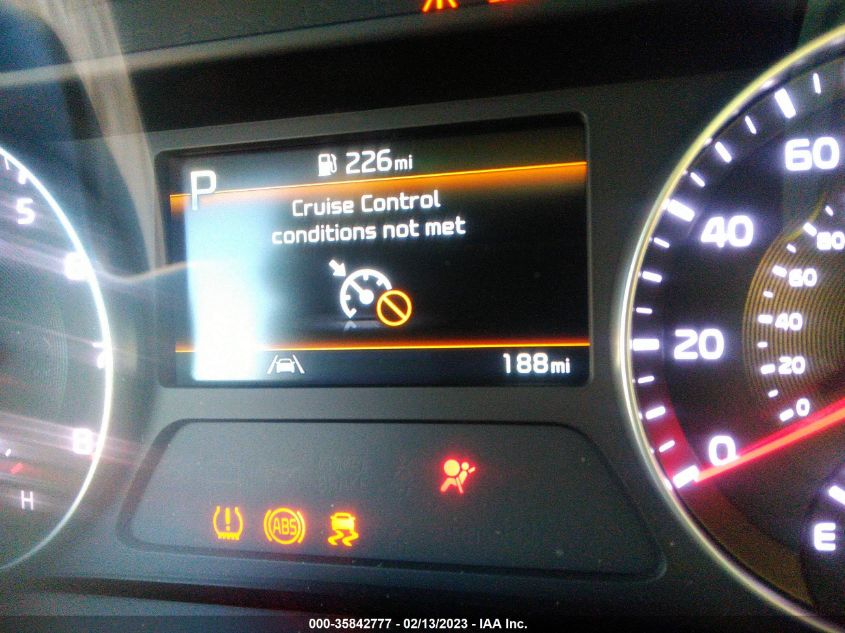 226mi
P
Cruise Control
conditions not met
188mi
5
6
7
8
H
ABS
60
40
20
0
80
60
40
20
0
E
000-35842777 - 02/13/2023 - IAA Inc.